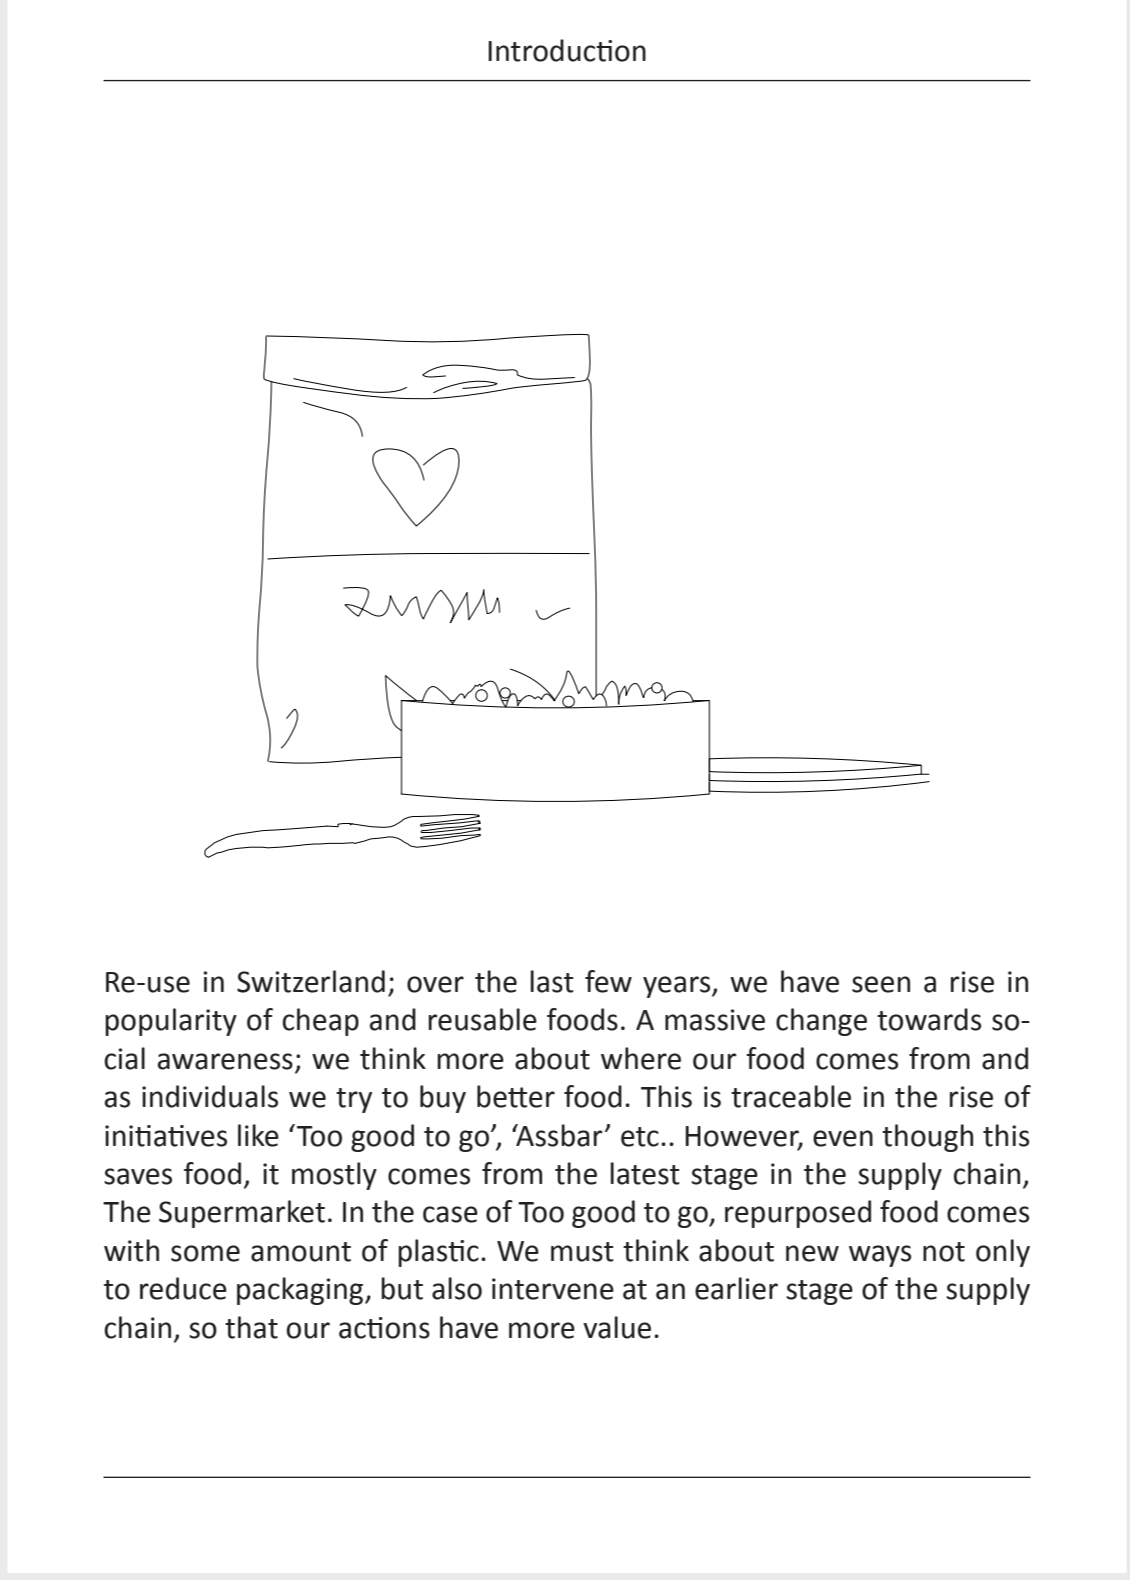 Introduction
Re-use in Switzerland; over the last few years, we have seen a rise in
popularity of cheap and reusable foods. A massive change towards so-
cial awareness; we think more about where our food comes from and
as individuals we try to buy better food. This is traceable in the rise of
initiatives like ‘Too good to go’, ‘Assbar’ etc.. However, even though this
saves food, it mostly comes from the latest stage in the supply chain,
The Supermarket. In the case of Too good to go, repurposed food comes
with some amount of plastic. We must think about new ways not only
to reduce packaging, but also intervene at an earlier stage of the supply
chain, so that our actions have more value.